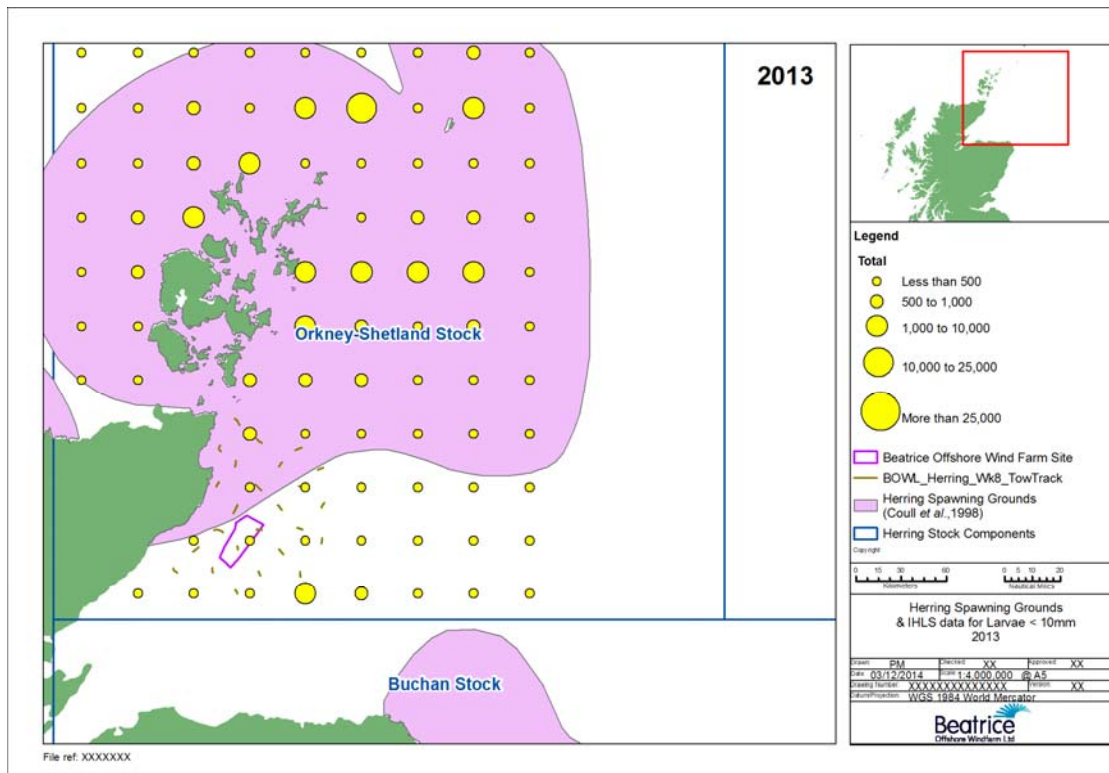 2013
Orkney-Shetland Stock
Buchan Stock
Legend
Total
Less than 500
500 to 1,000
1,000 to 10,000
10,000 to 25,000
More than 25,000
Beatrice Offshore Wind Farm Site
BOWL_Herring_Wk8_TowTrack
Herring Spawning Grounds
(Coull et al.,1998)
Herring Stock Components
Copyright
0 15 30 60
Kilometers
0 5 10 20
Nautical Miles
Herring Spawning Grounds
& IHLS data for Larvae < 10mm
2013
Drawn PM Checked XX Approved XX
Date 03/12/2014 Scale 1:4,000,000 @ A5
Drawing Number XXXXXXXXXXXXXX Version XX
Datum/Projection WGS 1984 World Mercator
Beatrice
Offshore Windfarm Ltd
File ref: XXXXXXX